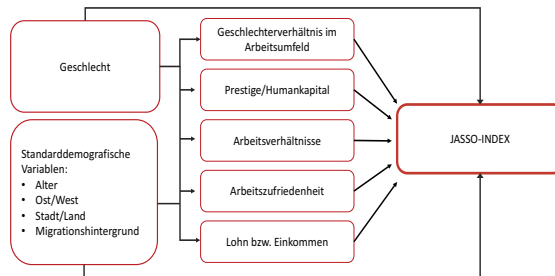 Geschlecht
Standarddemografische
Variablen:
• Alter
• Ost/West
• Stadt/Land
• Migrationshintergrund
Geschlechterverhältnis im
Arbeitsumfeld
Prestige/Humankapital
Arbeitsverhältnisse
Arbeitszufriedenheit
Lohn bzw. Einkommen
JASSO-INDEX